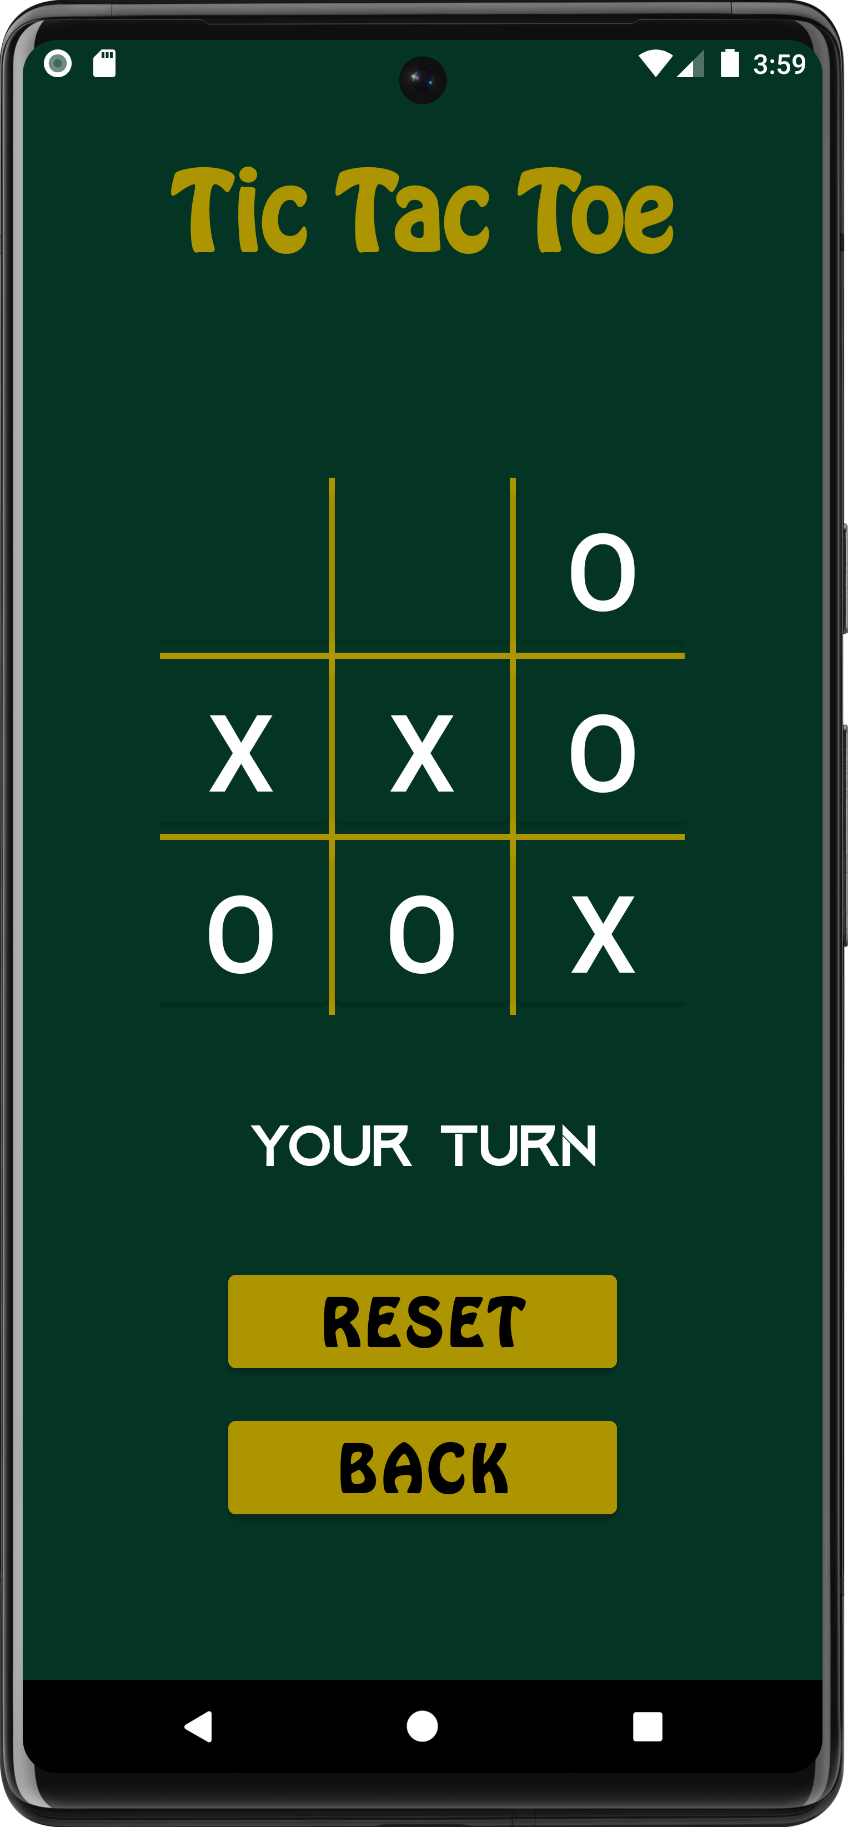 3:59
Tic Tac Toe
O
X X O
O O X
YOUR TURN
RESET
BACK